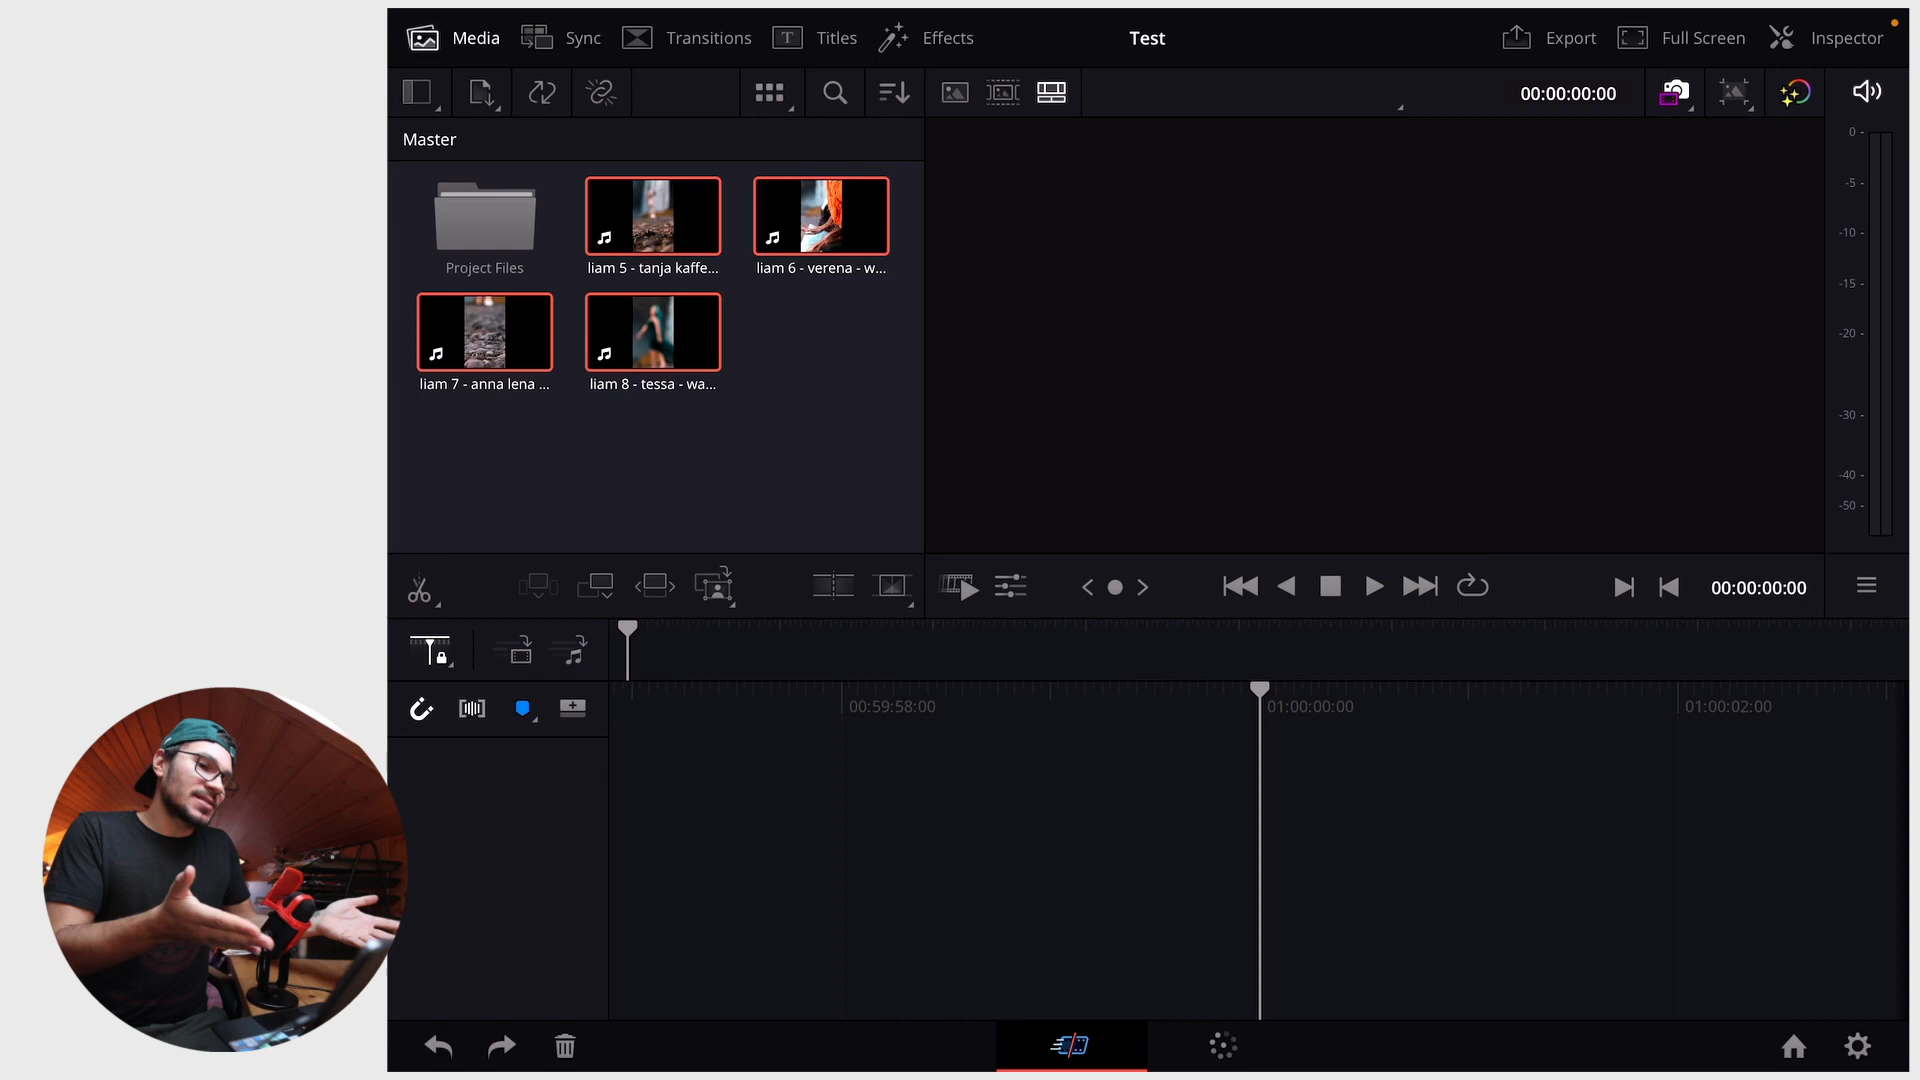 Media Sync Transitions Titles Effects Test Export Full Screen Inspector
00:00:00:00
Master
0
-5
-10
-15
-20
-30
-40
-50
Project Files liam 5 - tanja kaffe... liam 6 - verena - w...
liam 7 - anna lena ... liam 8 - tessa - wa...
00:00:00:00
00:59:58:00 01:00:00:00 01:00:02:00